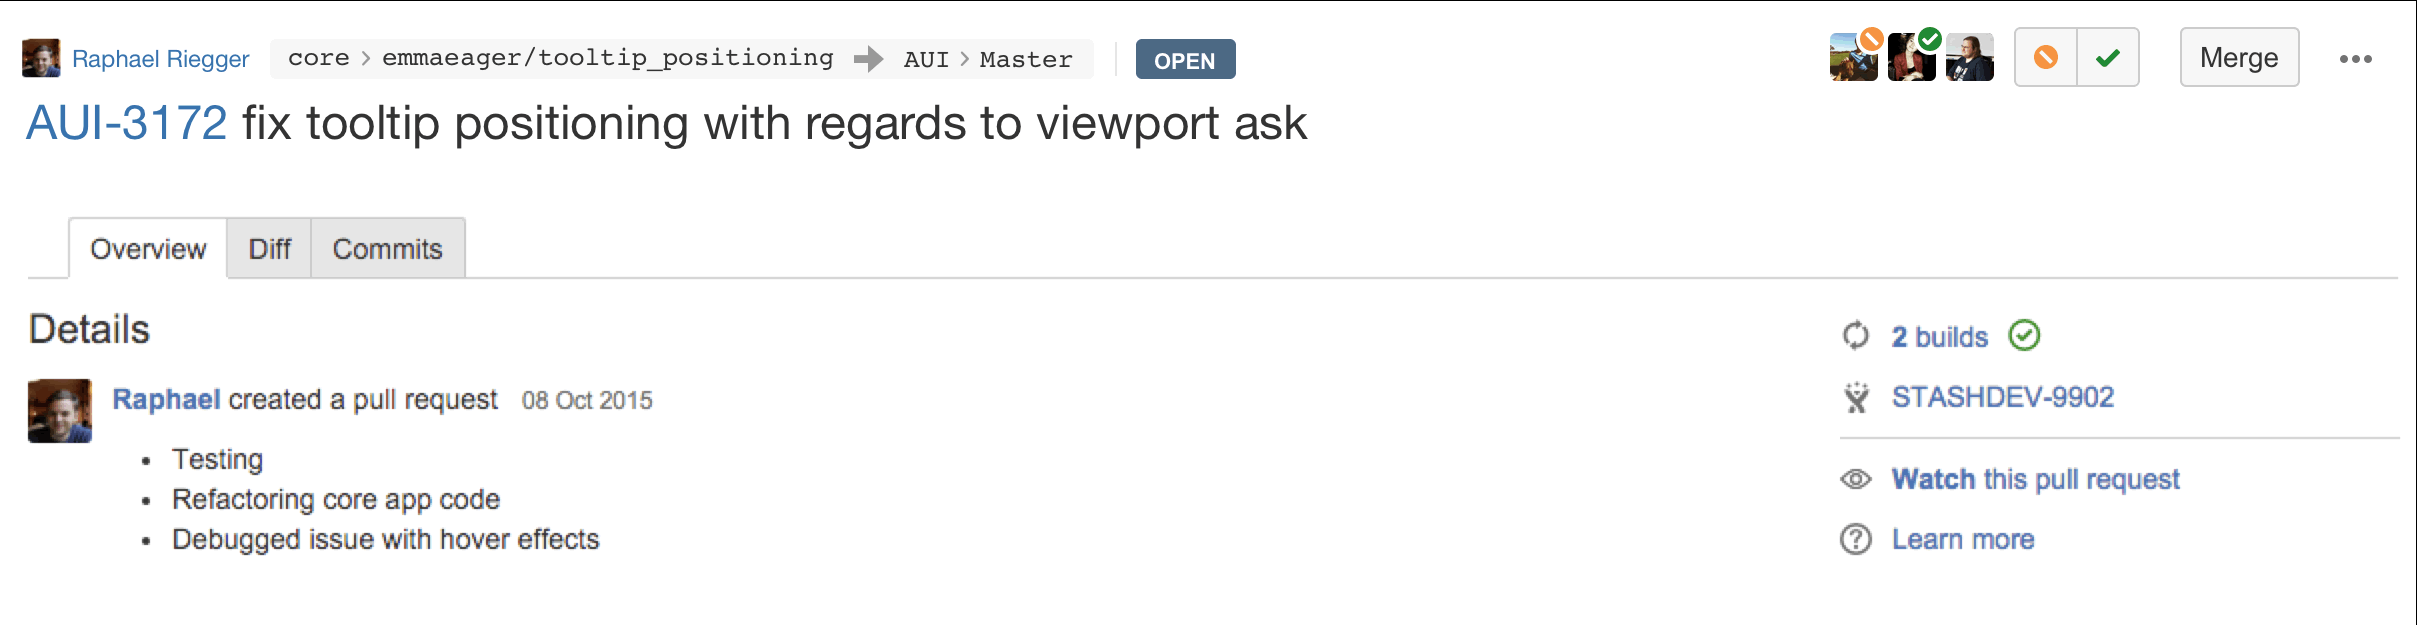 Raphael Riegger core > emmaeager/tooltip_positioning AUI > Master OPEN Merge
AUI-3172 fix tooltip positioning with regards to viewport ask
Overview Diff Commits
Details
Raphael created a pull request 08 Oct 2015
• Testing
• Refactoring core app code
• Debugged issue with hover effects
2 builds
STASHDEV-9902
Watch this pull request
Learn more